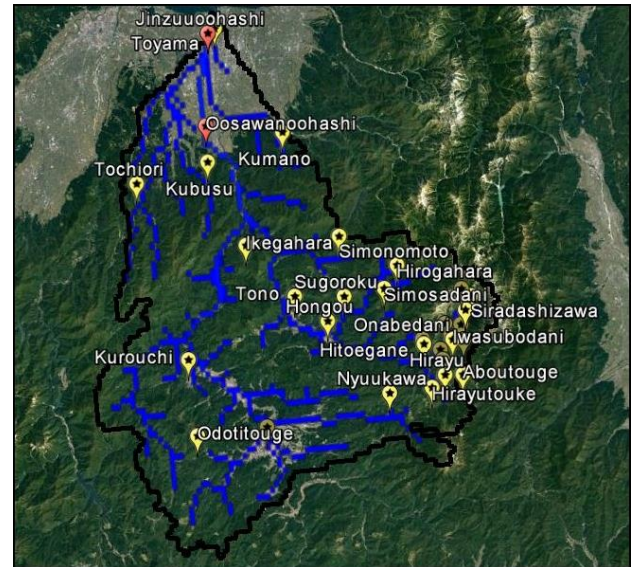 Jinzuuoohashi
Toyama
Oosawanoohashi
Kumano
Tochiori
Kubusu
Ikegahara
Simonomoto
Hirogahara
Sugoroku
Tono
Simosadani
Hongou
Siradashizawa
Onabedani
Iwasubodani
Hitoegane
Kurouchi
Hirayu
Nyuukawa
Aboutouge
Hirayutouke
Odotitouge